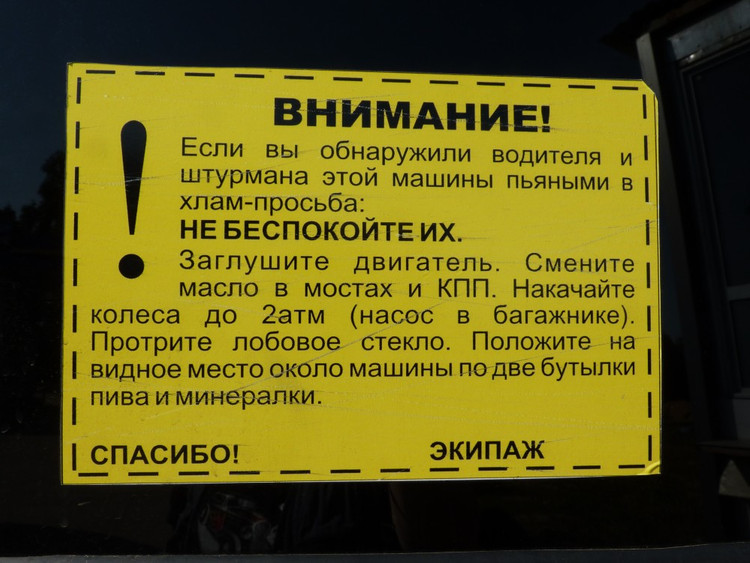 ВНИМАНИЕ!
Если вы обнаружили водителя и
штурмана этой машины пьяными в
хлам-просьба:
НЕ БЕСПОКОЙТЕ ИХ.
Заглушите двигатель. Смените
масло в мостах и КПП. Накачайте
колеса до 2атм (насос в багажнике).
Протрите лобовое стекло. Положите на
видное место около машины по две бутылки
пива и минералки.
СПАСИБО! ЭКИПАЖ